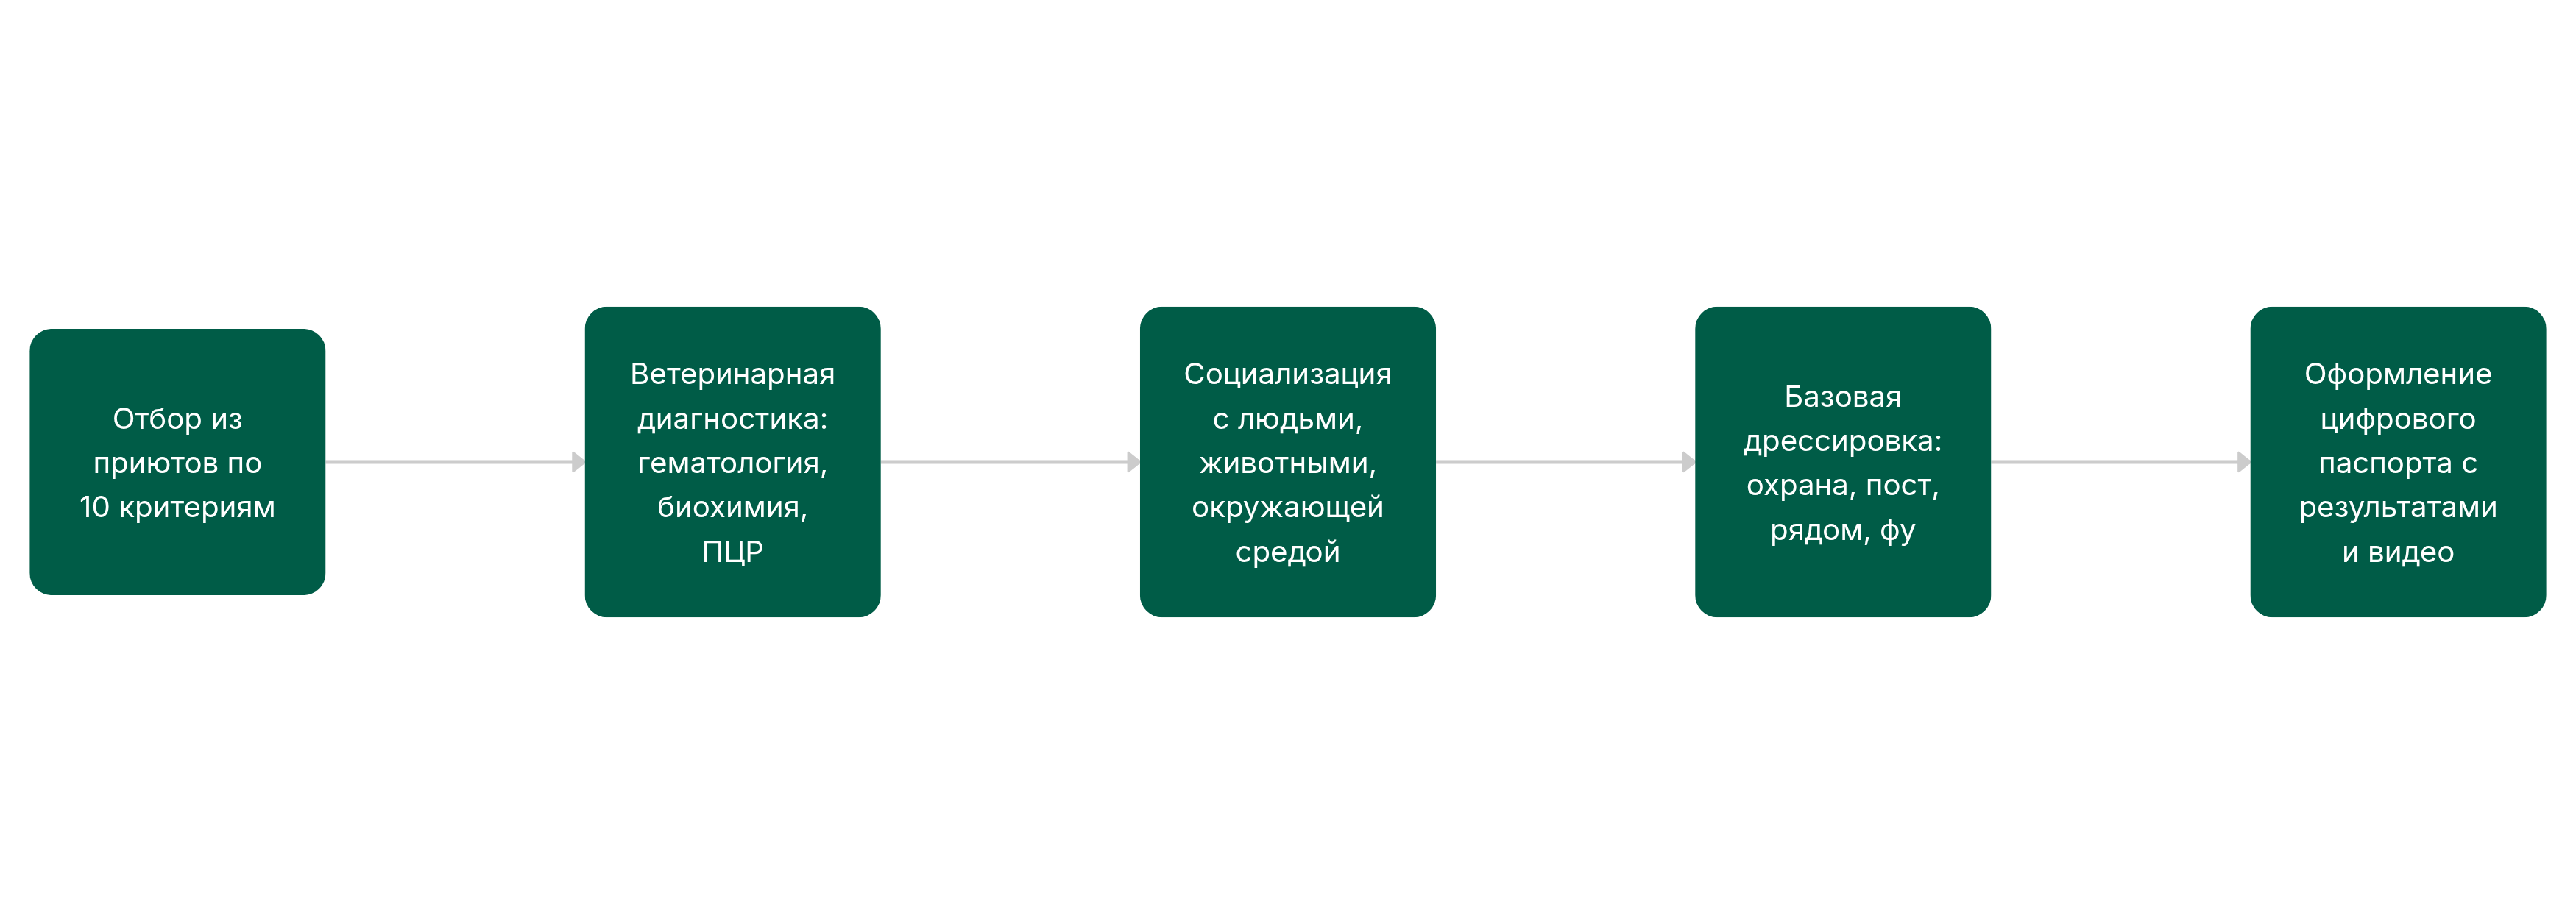 Отбор из
приютов по
10 критериям
Ветеринарная
диагностика:
гематология,
биохимия,
ПЦР
Социализация
с людьми,
животными,
окружающей
средой
Базовая
дрессировка:
охрана, пост,
рядом, фу
Оформление
цифрового
паспорта с
результатами
и видео